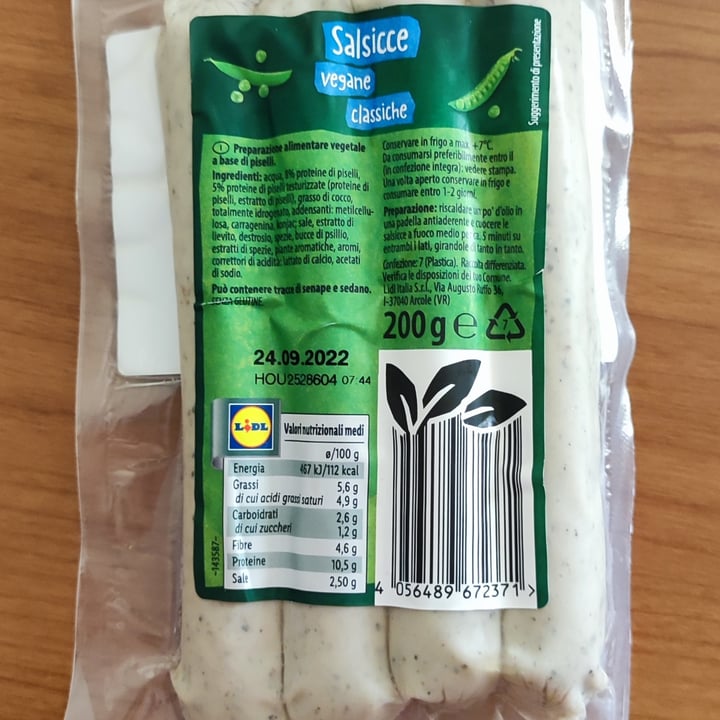 Salsicce
vegane
classiche
Suggerimento di presentazione
Preparazione alimentare vegetale
a base di piselli.
Ingredienti: acqua, 8% proteine di piselli,
5% proteine di piselli testurizzate (proteine di
piselli, estratto di piselli), grasso di cocco,
totalmente idrogenato, addensanti: metilcellu-
losa, carragenina, konjac; sale, estratto di
lievito, destrosio, spezie, bucce di psillio,
estratti di spezie, piante aromatiche, aromi,
correttori di acidità: lattato di calcio, acetati
di sodio.
Può contenere tracce di senape e sedano.
SENZA GLUTINE.
Conservare in frigo a max. +7°C.
Da consumarsi preferibilmente entro il
(in confezione integra): vedere stampa.
Una volta aperto conservare in frigo e
consumare entro 1-2 giorni.
Preparazione: riscaldare un po' d'olio in
una padella antiaderente e cuocere le
salsicce a fuoco medio per ca. 5 minuti su
entrambi i lati, girandole di tanto in tanto.
Confezione: 7 (Plastica). Raccolta differenziata.
Verifica le disposizioni del tuo Comune.
Lidl Italia S.r.l., Via Augusto Ruffo 36,
I-37040 Arcole (VR)
200 g ℮ 7
24.09.2022
HOU2528604 07:44
LIDL
Valori nutrizionali medi
ø/100 g
Energia 467 kJ/112 kcal
Grassi 5,6 g
di cui acidi grassi saturi 4,9 g
Carboidrati 2,6 g
di cui zuccheri 1,2 g
Fibre 4,6 g
Proteine 10,5 g
Sale 2,50 g
-143587-
4 056489 672371 >